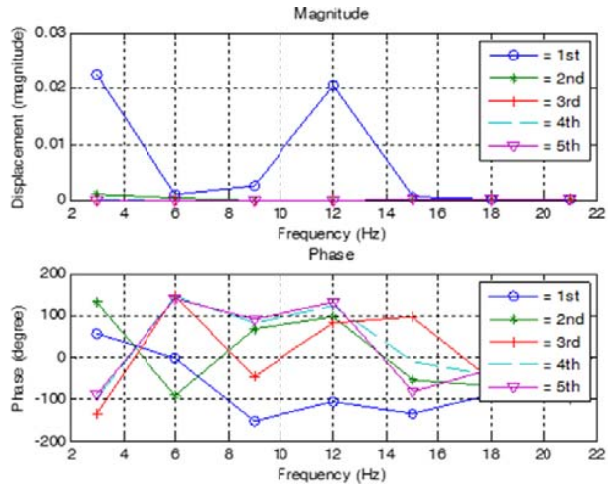 Magnitude
Displacement (magnitude)
0.03
0.02
0.01
0
= 1st
= 2nd
= 3rd
= 4th
= 5th
2 4 6 8 10 12 14 16 18 20 22
Frequency (Hz)
Phase
Phase (degree)
200
100
0
-100
-200
= 1st
= 2nd
= 3rd
= 4th
= 5th
2 4 6 8 10 12 14 16 18 20 22
Frequency (Hz)